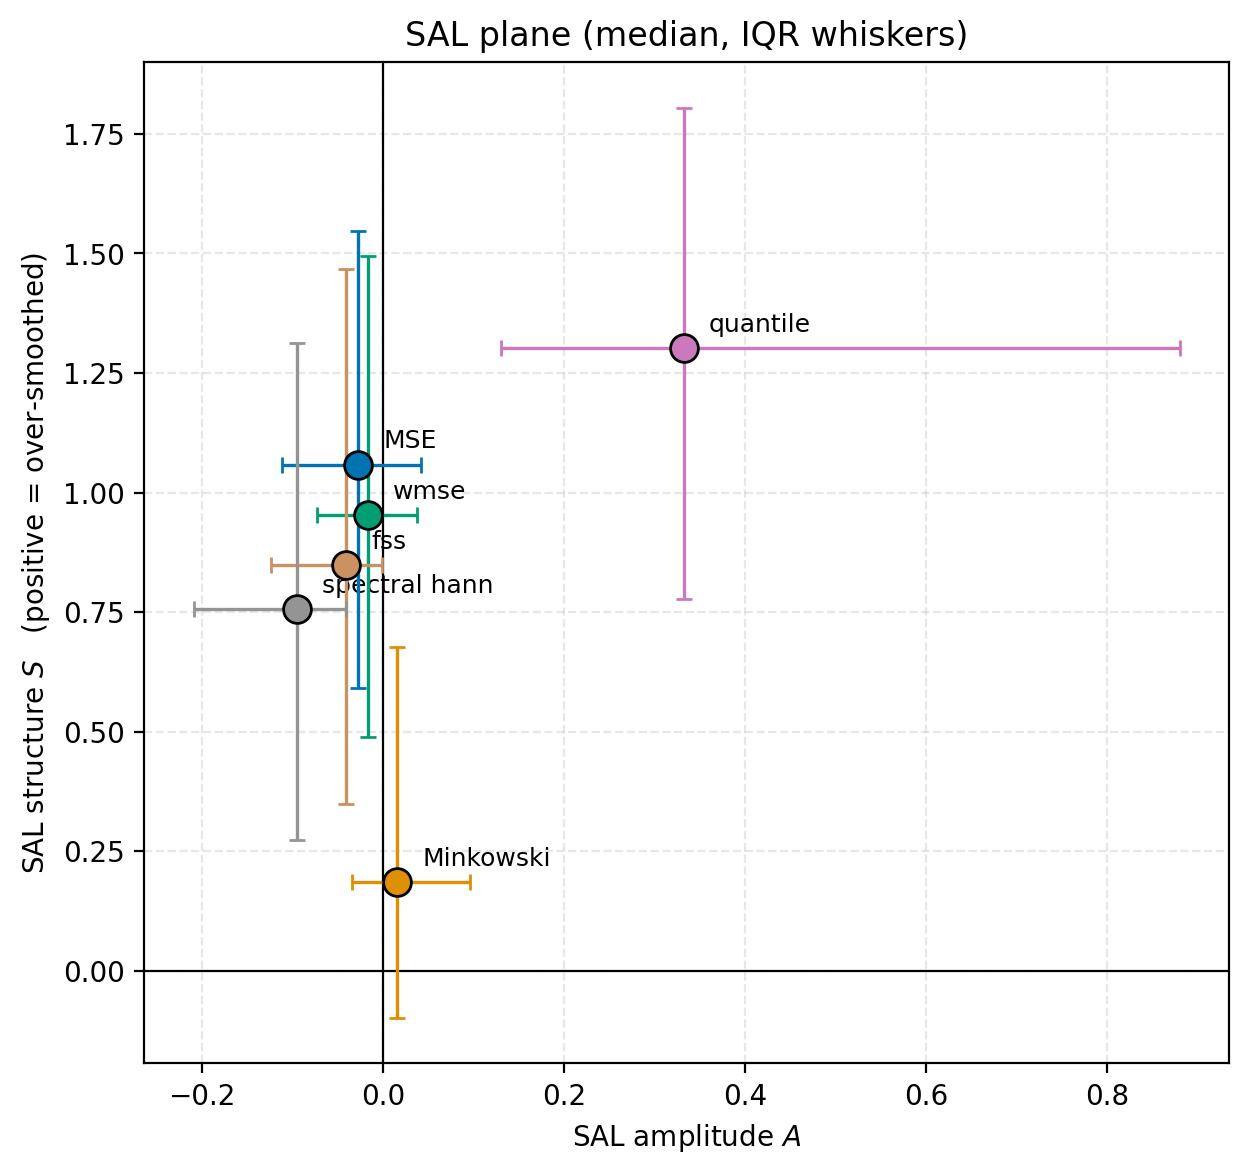 SAL plane (median, IQR whiskers)
SAL structure S (positive = over-smoothed)
1.75
1.50
1.25
1.00
0.75
0.50
0.25
0.00
quantile
MSE
wmse
fss
spectral hann
Minkowski
−0.2 0.0 0.2 0.4 0.6 0.8
SAL amplitude A